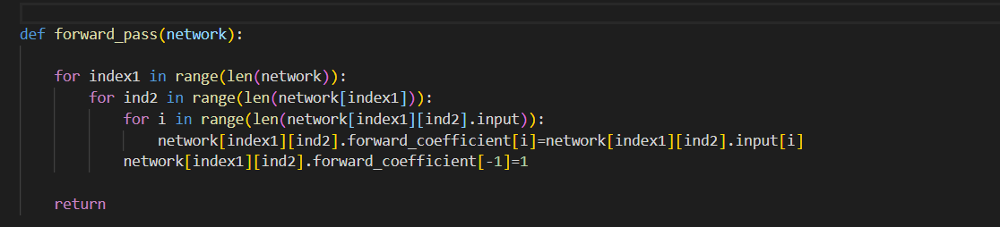 def forward_pass(network):
for index1 in range(len(network)):
for ind2 in range(len(network[index1])):
for i in range(len(network[index1][ind2].input)):
network[index1][ind2].forward_coefficient[i]=network[index1][ind2].input[i]
network[index1][ind2].forward_coefficient[-1]=1
return